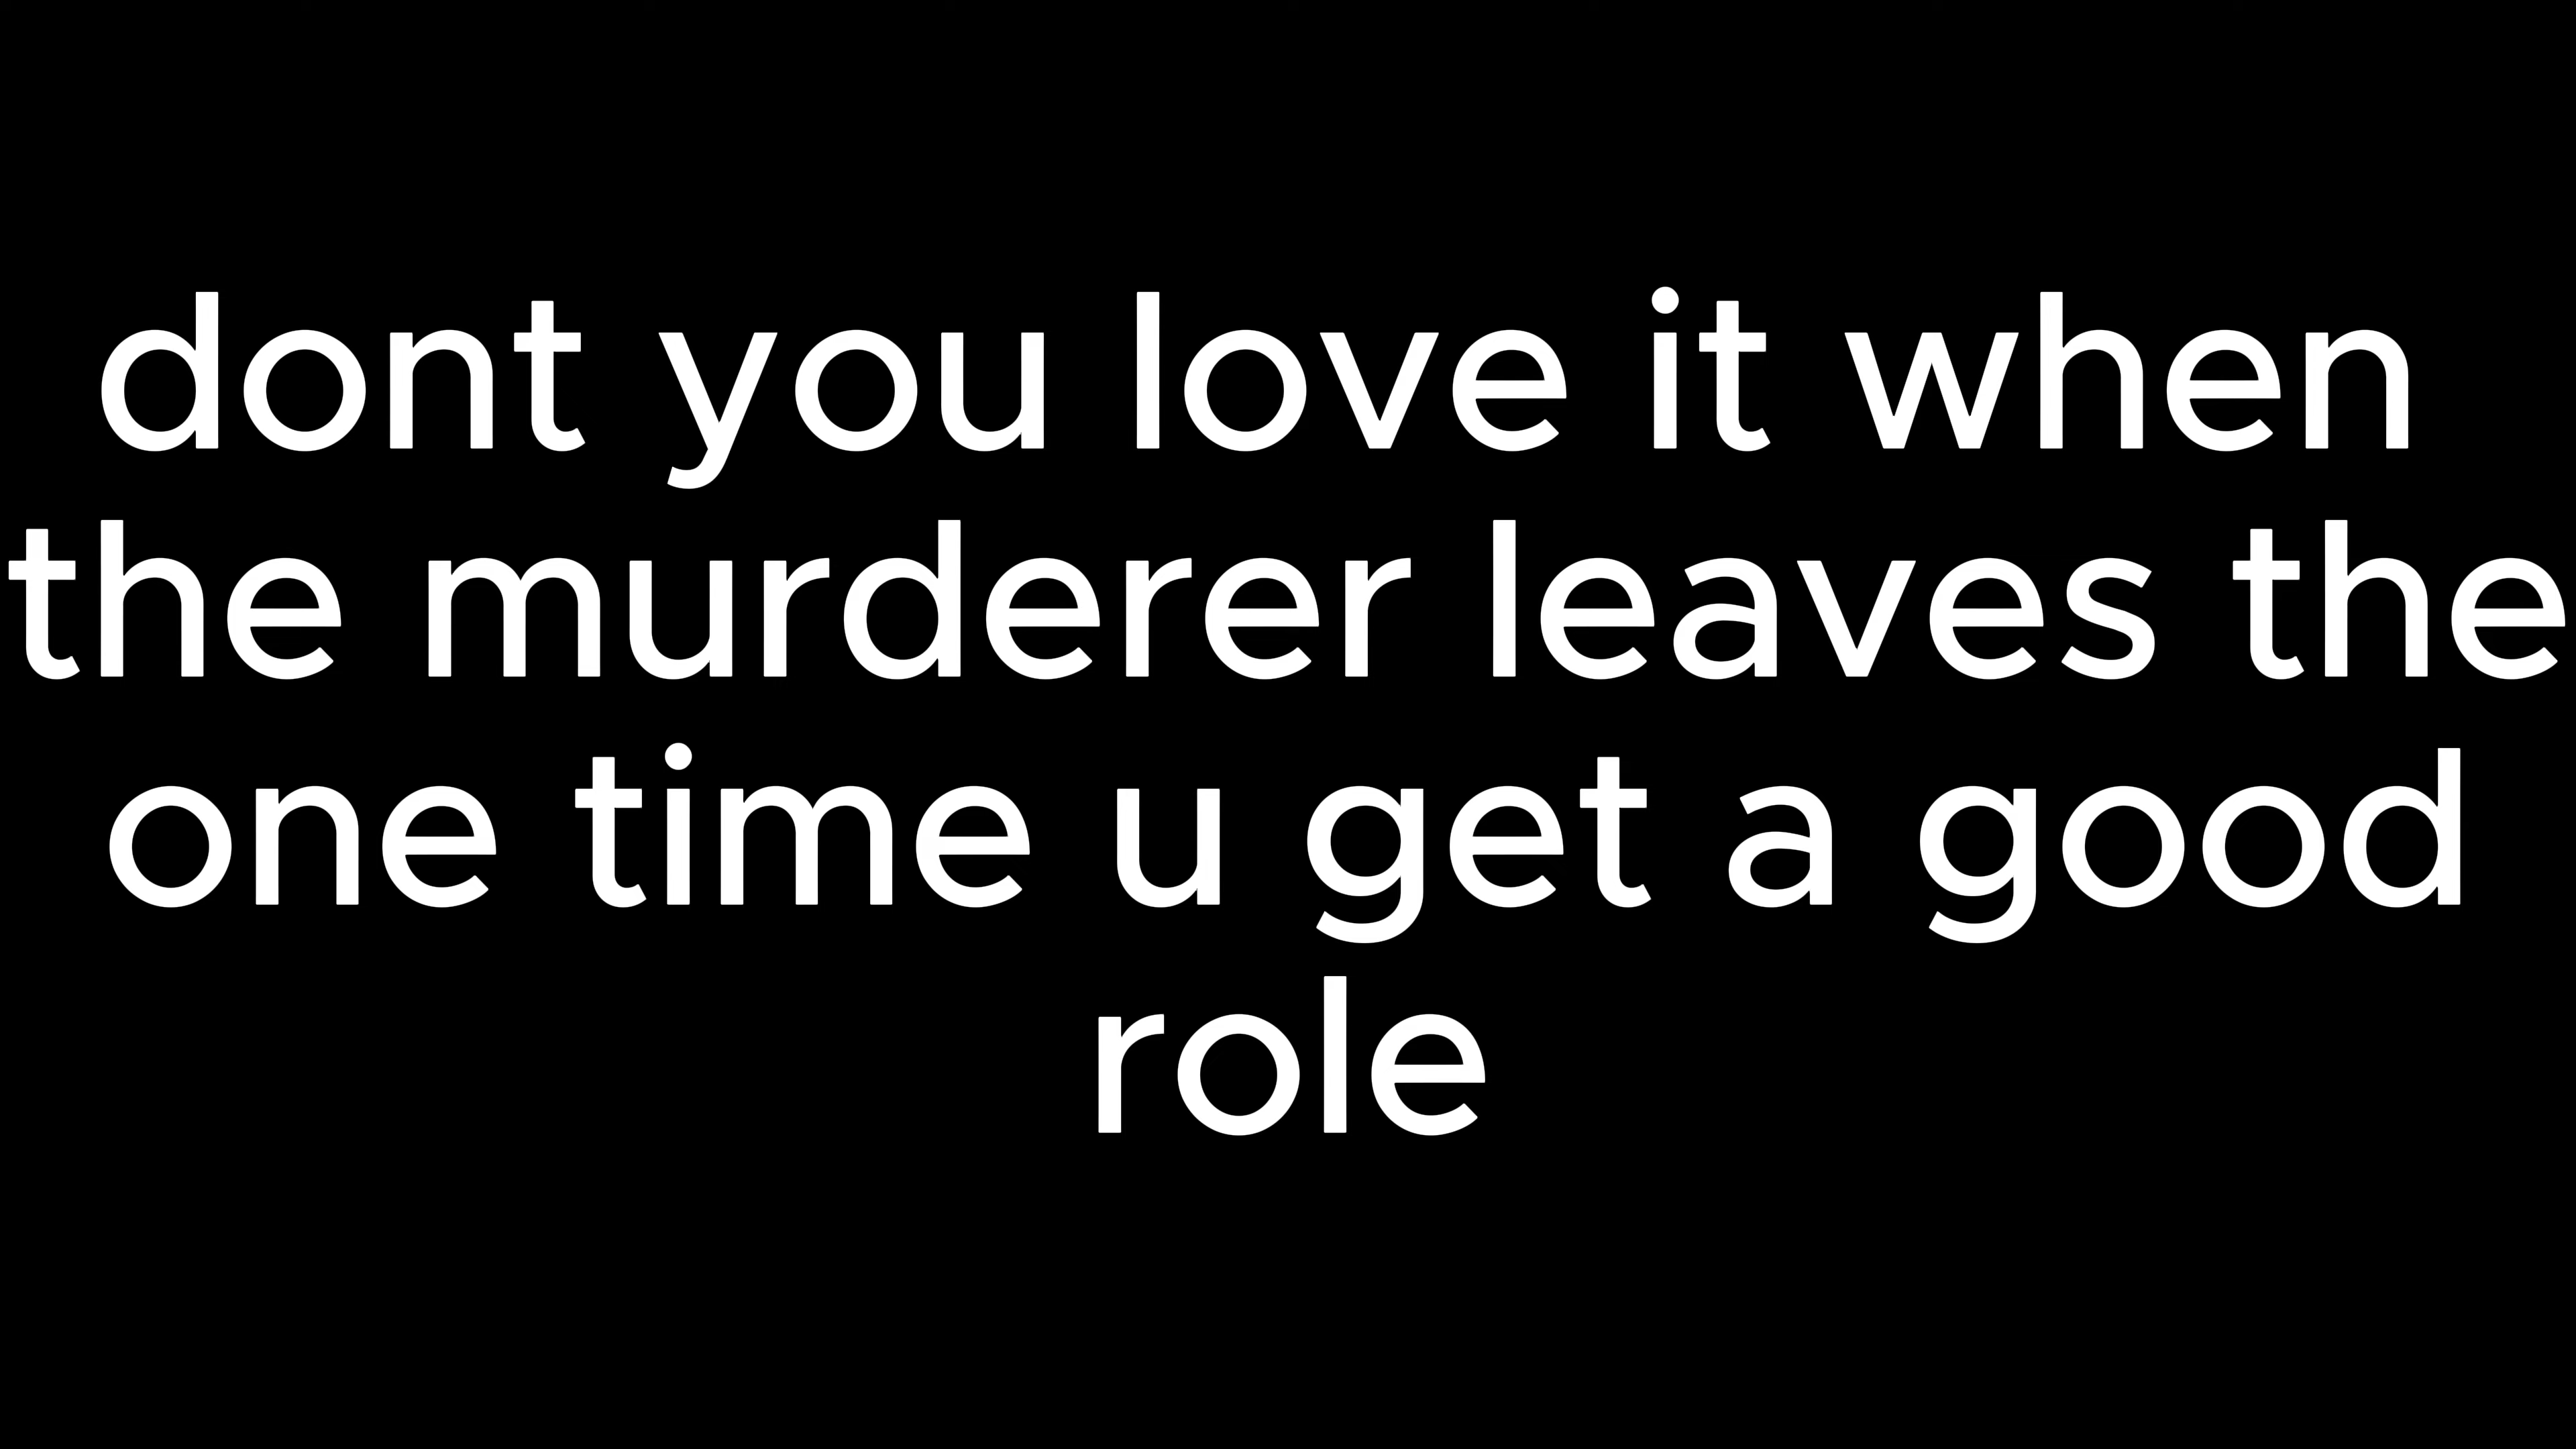 dont you love it when
the murderer leaves the
one time u get a good
role